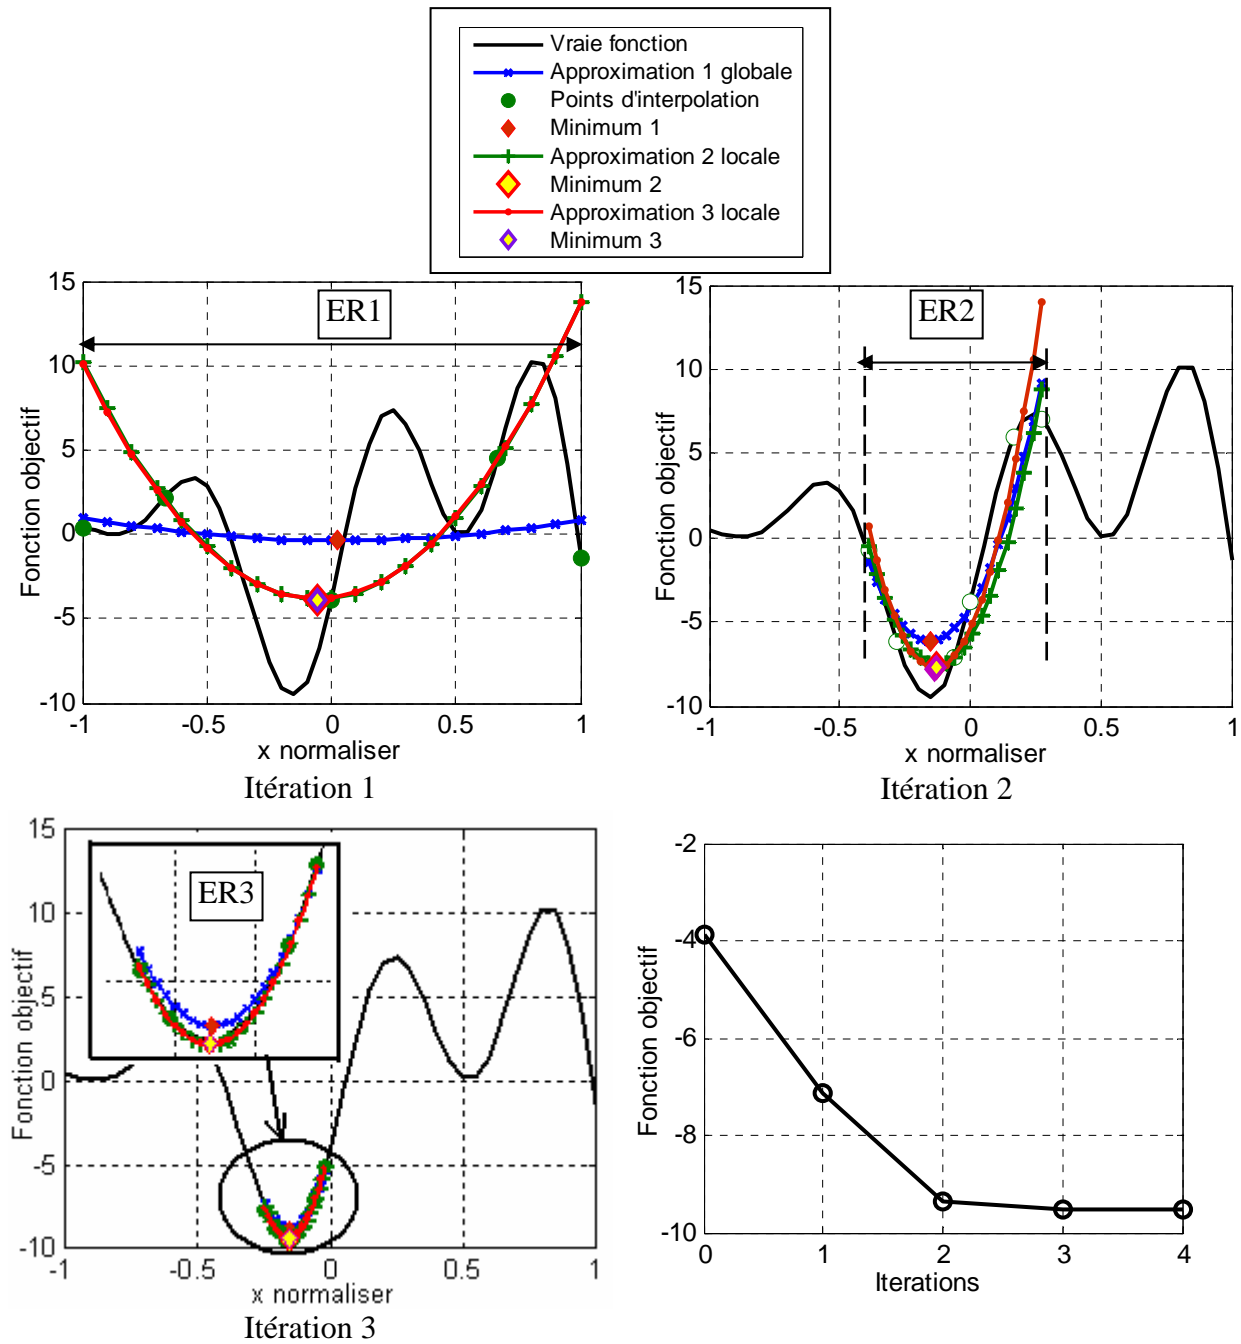 Vraie fonction
Approximation 1 globale
Points d'interpolation
Minimum 1
Approximation 2 locale
Minimum 2
Approximation 3 locale
Minimum 3
15
10
5
0
-5
-10
-1
-0.5
0
0.5
1
Fonction objectif
x normaliser
ER1
Itération 1
15
10
5
0
-5
-10
-1
-0.5
0
0.5
1
Fonction objectif
x normaliser
ER2
Itération 2
15
10
5
0
-5
-10
-1
-0.5
0
0.5
1
Fonction objectif
x normaliser
ER3
Itération 3
-2
-4
-6
-8
-10
0
1
2
3
4
Fonction objectif
Iterations